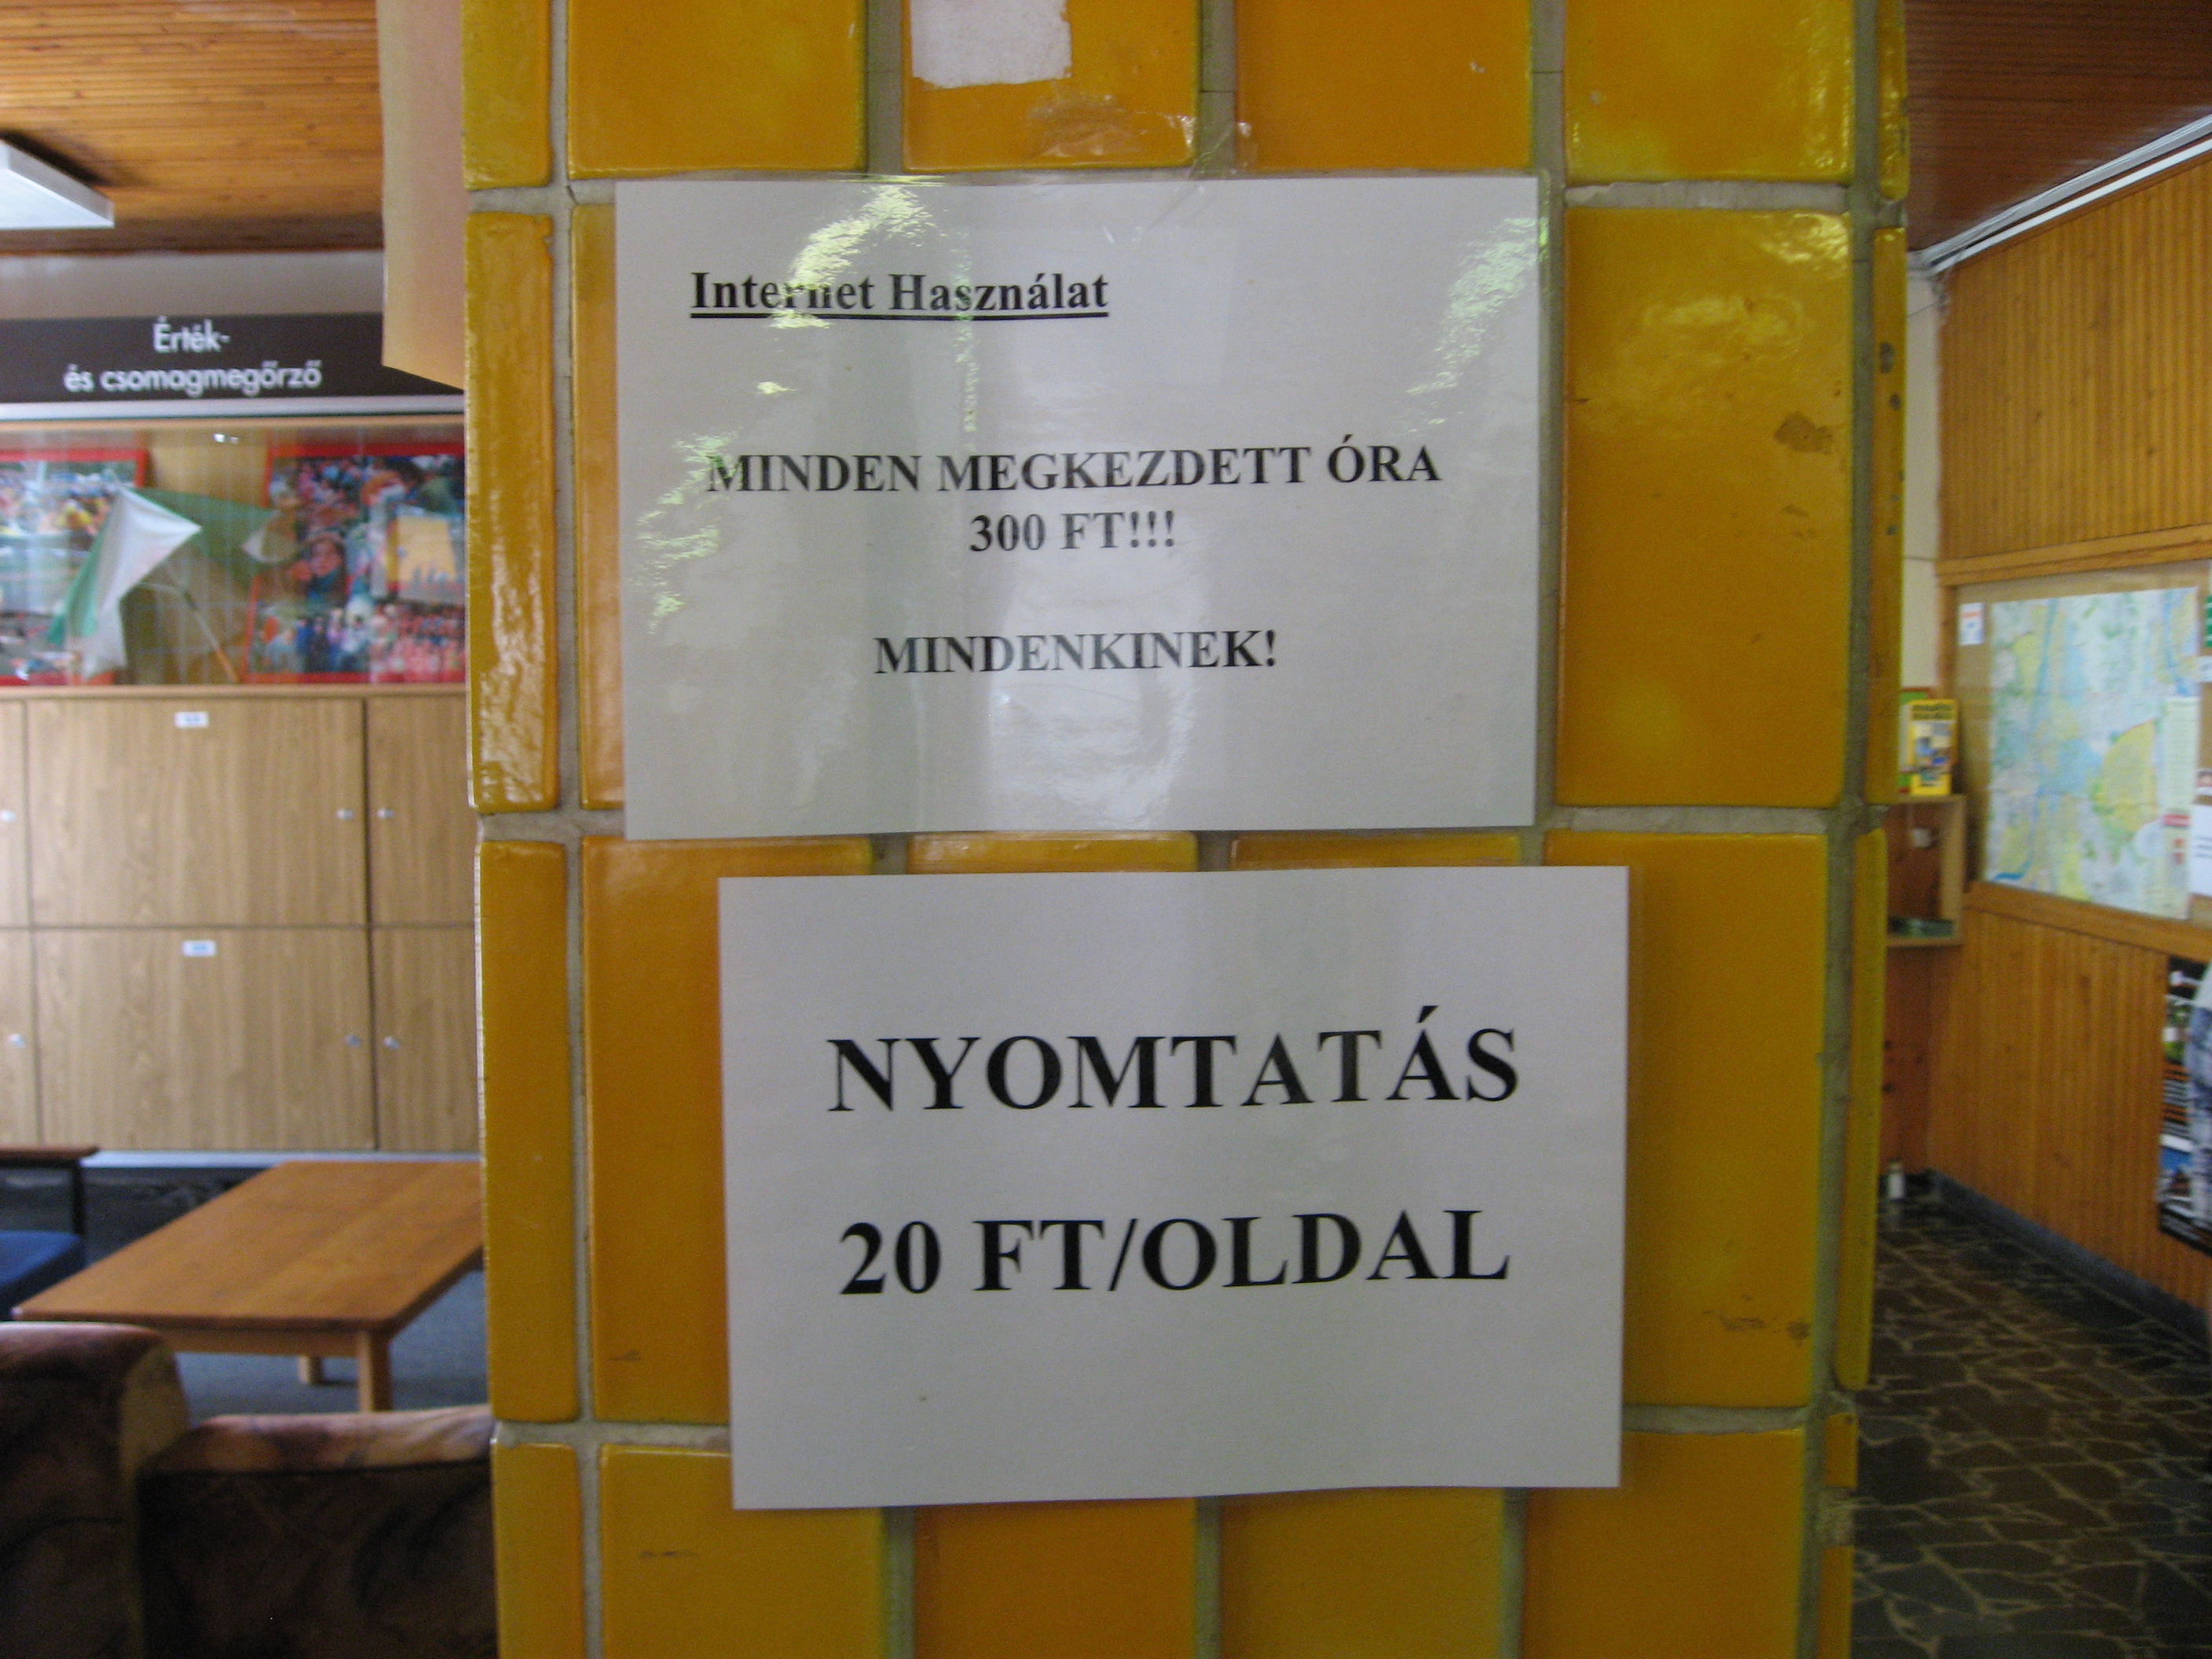 Érték-
és csomagmegőrző
Internet Használat
MINDEN MEGKEZDETT ÓRA
300 FT!!!
MINDENKINEK!
NYOMTATÁS
20 FT/OLDAL